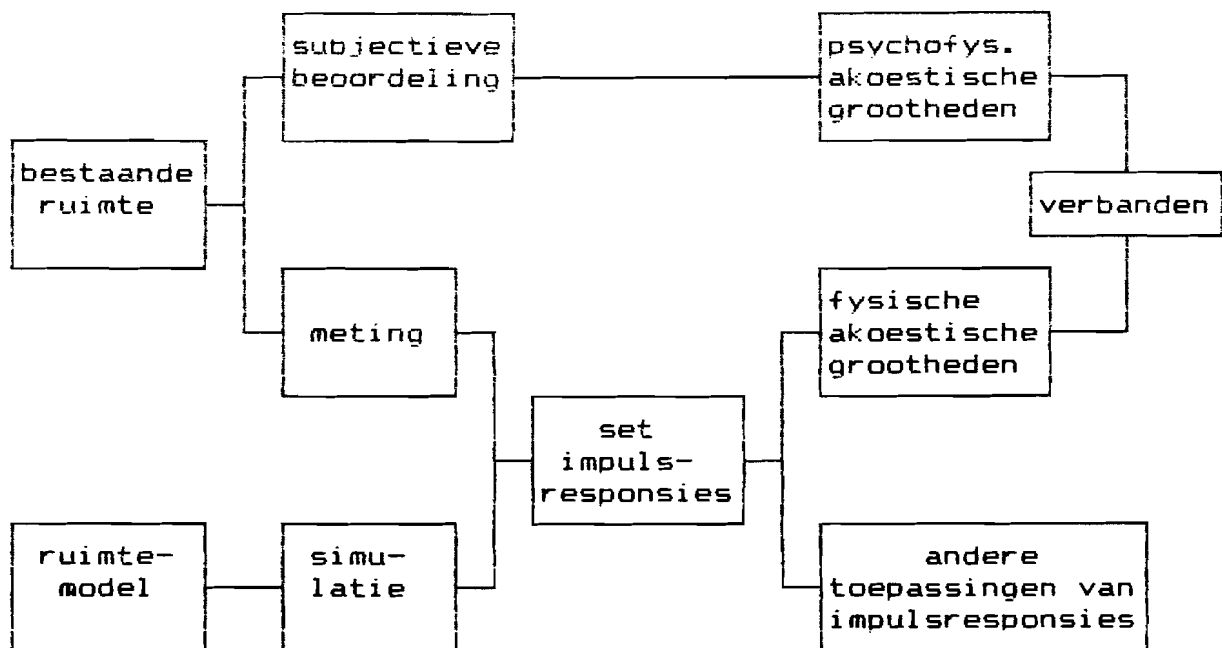 subjectieve
beoordeling
psychofys.
akoestische
grootheden
bestaande
ruimte
verbanden
meting
fysische
akoestische
grootheden
set
impuls-
responsies
ruimte-
model
simu-
latie
andere
toepassingen van
impulsresponsies